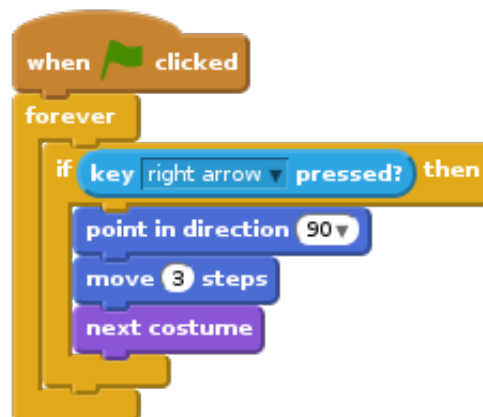 when clicked
forever
if key right arrow pressed? then
point in direction 90
move 3 steps
next costume